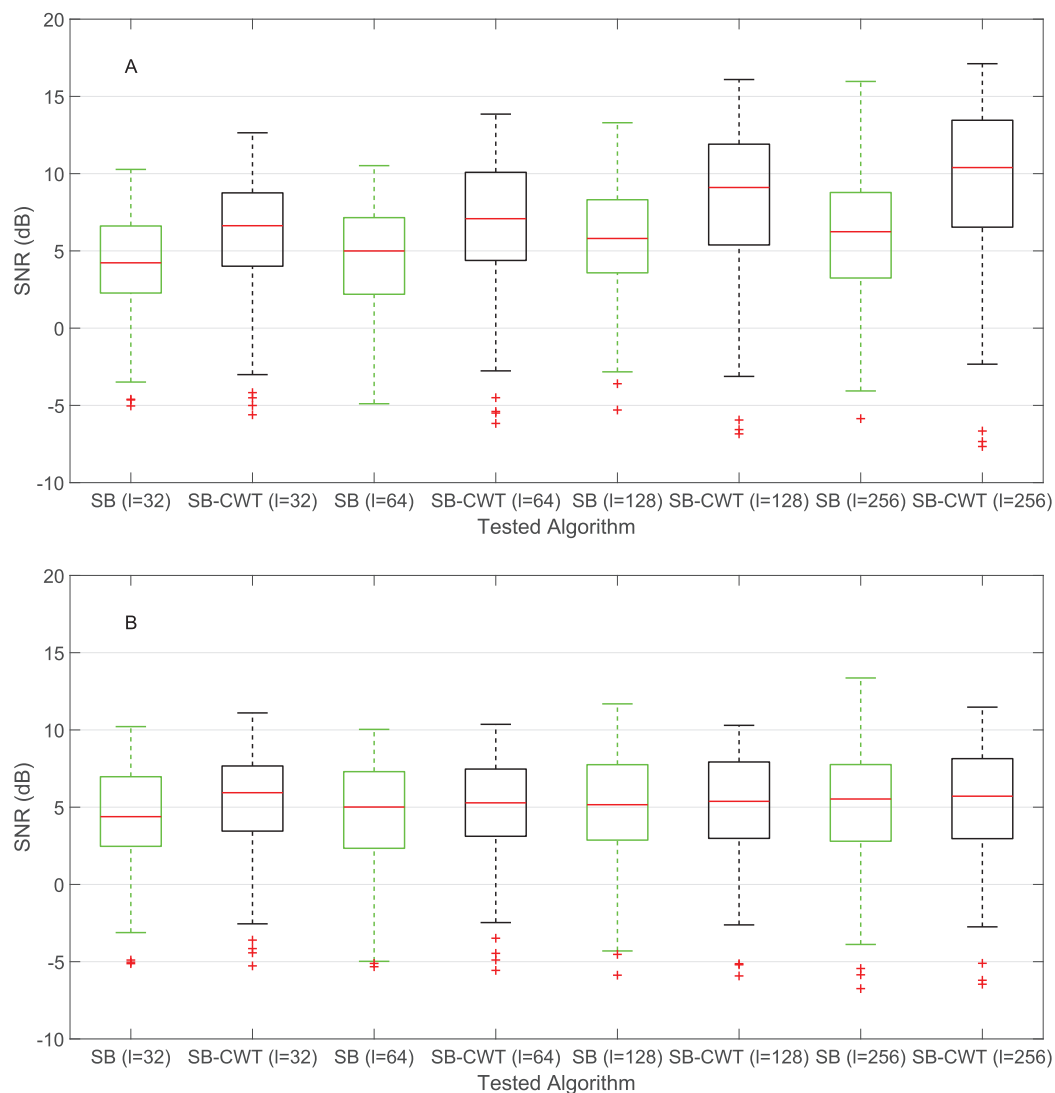 20
A
15
10
5
0
-5
-10
SNR (dB)
SB (I=32) SB-CWT (I=32) SB (I=64) SB-CWT (I=64) SB (I=128) SB-CWT (I=128) SB (I=256) SB-CWT (I=256)
Tested Algorithm
20
B
15
10
5
0
-5
-10
SNR (dB)
SB (I=32) SB-CWT (I=32) SB (I=64) SB-CWT (I=64) SB (I=128) SB-CWT (I=128) SB (I=256) SB-CWT (I=256)
Tested Algorithm